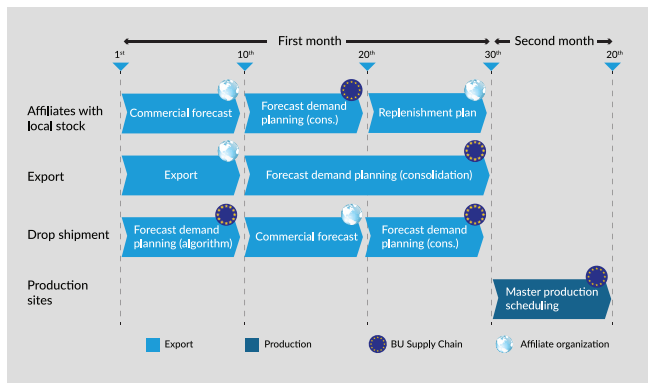 First month
Second month
1st
10th
20th
30th
20th
Affiliates with
local stock
Commercial forecast
Forecast demand
planning (cons.)
Replenishment plan
Export
Export
Forecast demand planning (consolidation)
Drop shipment
Forecast demand
planning (algorithm)
Commercial forecast
Forecast demand
planning (cons.)
Production
sites
Master production
scheduling
Export
Production
BU Supply Chain
Affiliate organization